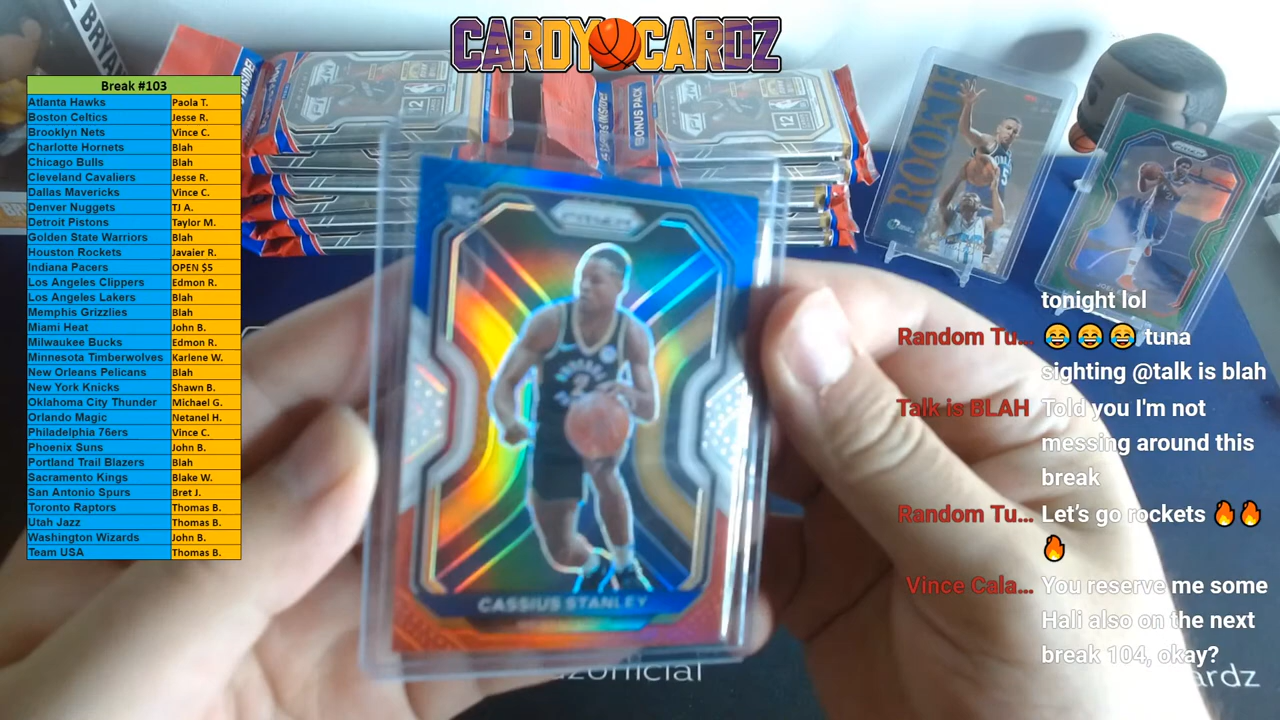 CARDY CARDZ
Break #103
Atlanta Hawks Paola T.
Boston Celtics Jesse R.
Brooklyn Nets Vince C.
Charlotte Hornets Blah
Chicago Bulls Blah
Cleveland Cavaliers Jesse R.
Dallas Mavericks Vince C.
Denver Nuggets TJ A.
Detroit Pistons Taylor M.
Golden State Warriors Blah
Houston Rockets Javaier R.
Indiana Pacers OPEN $5
Los Angeles Clippers Edmon R.
Los Angeles Lakers Blah
Memphis Grizzlies Blah
Miami Heat John B.
Milwaukee Bucks Edmon R.
Minnesota Timberwolves Karlene W.
New Orleans Pelicans Blah
New York Knicks Shawn B.
Oklahoma City Thunder Michael G.
Orlando Magic Netanel H.
Philadelphia 76ers Vince C.
Phoenix Suns John B.
Portland Trail Blazers Blah
Sacramento Kings Blake W.
San Antonio Spurs Bret J.
Toronto Raptors Thomas B.
Utah Jazz Thomas B.
Washington Wizards John B.
Team USA Thomas B.
BRYAN
INSIDE!
12
BONUS PACK
12
ROOKIE
PRIZM
CASSIUS STANLEY
tonight lol
Random Tu... 😂 😂 😂 tuna
sighting @talk is blah
Talk is BLAH Told you I'm not
messing around this
break
Random Tu... Let's go rockets 🔥🔥
🔥
Vince Cala... You reserve me some
Hali also on the next
break 104, okay?